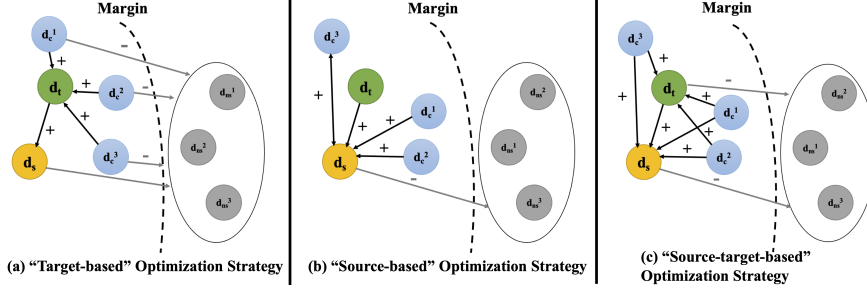 Margin
d_c^1
-
+
d_t
+
d_c^2
-
+
+
d_c^3
-
d_s
d_ns^1
d_ns^2
d_ns^3
(a) “Target-based” Optimization Strategy
Margin
d_c^3
+
d_t
d_c^1
+
+
d_s
d_c^2
-
d_ns^2
d_ns^1
d_ns^3
(b) “Source-based” Optimization Strategy
Margin
d_c^3
+
+
d_t
-
+
d_c^1
+
+
+
d_s
d_c^2
-
d_ns^2
d_ns^1
d_ns^3
(c) “Source-target-based”
Optimization Strategy